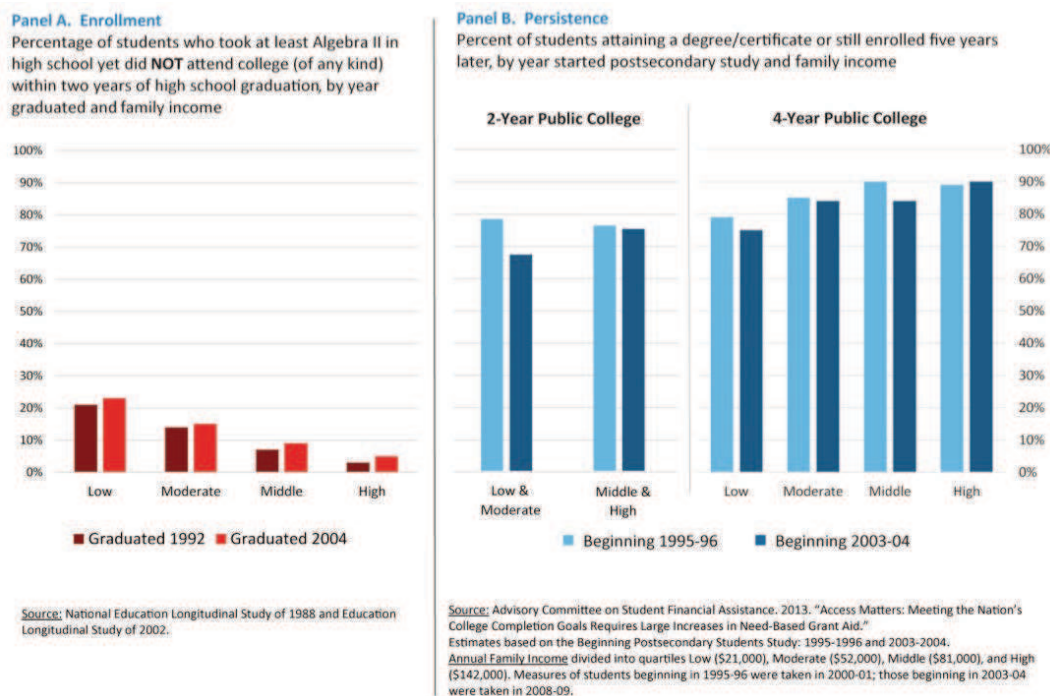 Panel A. Enrollment
Percentage of students who took at least Algebra II in
high school yet did NOT attend college (of any kind)
within two years of high school graduation, by year
graduated and family income
100%
90%
80%
70%
60%
50%
40%
30%
20%
10%
0%
Low Moderate Middle High
Graduated 1992 Graduated 2004
Source: National Education Longitudinal Study of 1988 and Education
Longitudinal Study of 2002.
Panel B. Persistence
Percent of students attaining a degree/certificate or still enrolled five years
later, by year started postsecondary study and family income
2-Year Public College 4-Year Public College
100%
90%
80%
70%
60%
50%
40%
30%
20%
10%
0%
Low &
Moderate
Middle &
High
Low Moderate Middle High
Beginning 1995-96 Beginning 2003-04
Source: Advisory Committee on Student Financial Assistance. 2013. "Access Matters: Meeting the Nation's
College Completion Goals Requires Large Increases in Need-Based Grant Aid."
Estimates based on the Beginning Postsecondary Students Study: 1995-1996 and 2003-2004.
Annual Family Income divided into quartiles Low ($21,000), Moderate ($52,000), Middle ($81,000), and High
($142,000). Measures of students beginning in 1995-96 were taken in 2000-01; those beginning in 2003-04
were taken in 2008-09.